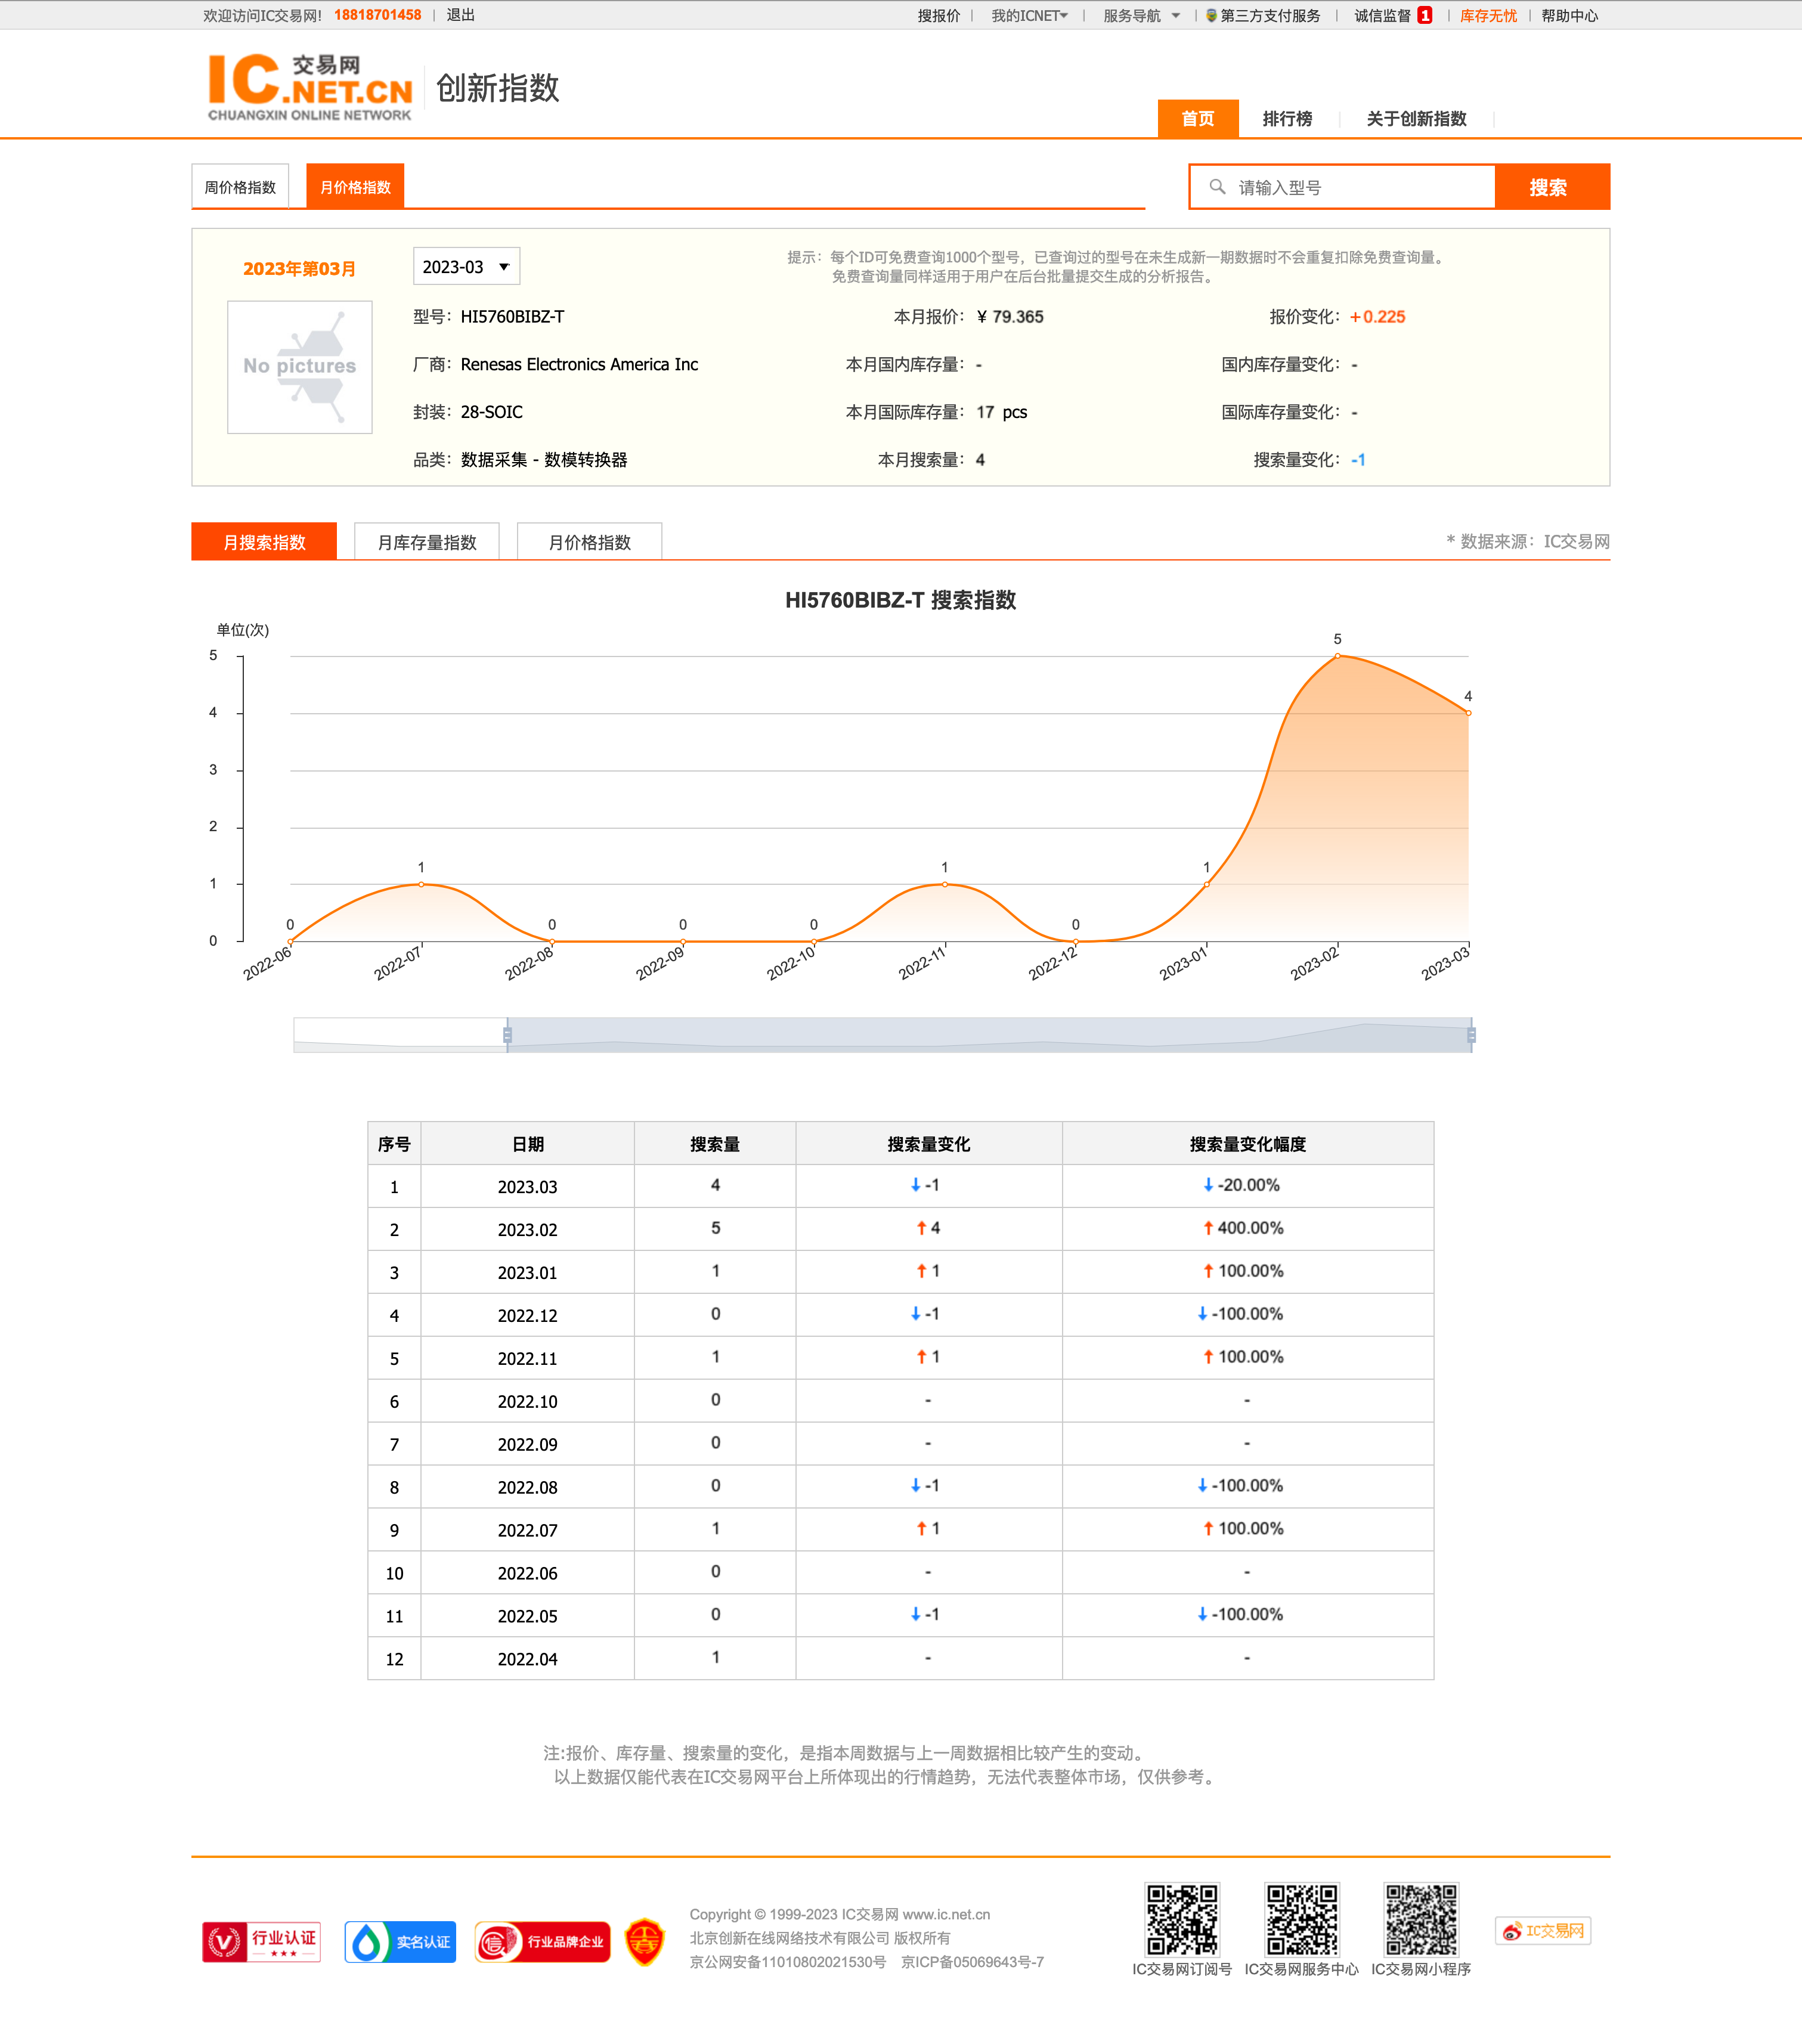 欢迎访问IC交易网! 18818701458 | 退出 搜报价 | 我的ICNET | 服务导航 | 第三方支付服务 | 诚信监督 1 | 库存无忧 | 帮助中心
IC.NET.CN 交易网
CHUANGXIN ONLINE NETWORK
创新指数
首页 排行榜 关于创新指数
周价格指数 月价格指数 请输入型号 搜索
2023年第03月 2023-03
提示：每个ID可免费查询1000个型号，已查询过的型号在未生成新一期数据时不会重复扣除免费查询量。
免费查询量同样适用于用户在后台批量提交生成的分析报告。
No pictures
型号：HI5760BIBZ-T 本月报价：¥ 79.365 报价变化：+0.225
厂商：Renesas Electronics America Inc 本月国内库存量：- 国内库存量变化：-
封装：28-SOIC 本月国际库存量：17 pcs 国际库存量变化：-
品类：数据采集 - 数模转换器 本月搜索量：4 搜索量变化：-1
月搜索指数 月库存量指数 月价格指数 * 数据来源：IC交易网
HI5760BIBZ-T 搜索指数
单位(次)
5
4
3
2
1
0
0 1 0 0 0 1 0 1 5 4
2022-06 2022-07 2022-08 2022-09 2022-10 2022-11 2022-12 2023-01 2023-02 2023-03
序号 日期 搜索量 搜索量变化 搜索量变化幅度
1 2023.03 4 ↓-1 ↓-20.00%
2 2023.02 5 ↑4 ↑400.00%
3 2023.01 1 ↑1 ↑100.00%
4 2022.12 0 ↓-1 ↓-100.00%
5 2022.11 1 ↑1 ↑100.00%
6 2022.10 0 - -
7 2022.09 0 - -
8 2022.08 0 ↓-1 ↓-100.00%
9 2022.07 1 ↑1 ↑100.00%
10 2022.06 0 - -
11 2022.05 0 ↓-1 ↓-100.00%
12 2022.04 1 - -
注:报价、库存量、搜索量的变化，是指本周数据与上一周数据相比较产生的变动。
以上数据仅能代表在IC交易网平台上所体现出的行情趋势，无法代表整体市场，仅供参考。
行业认证
实名认证
信 行业品牌企业
Copyright © 1999-2023 IC交易网 www.ic.net.cn
北京创新在线网络技术有限公司 版权所有
京公网安备11010802021530号 京ICP备05069643号-7
IC交易网订阅号 IC交易网服务中心 IC交易网小程序
IC交易网